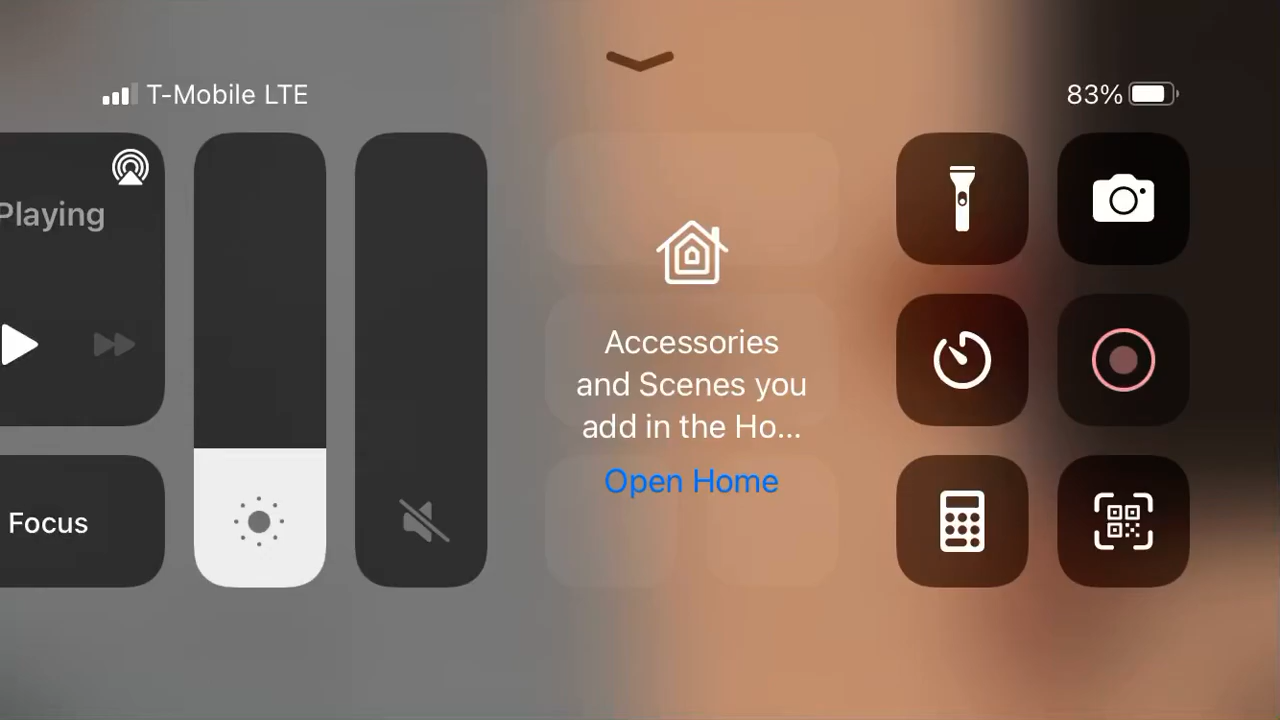 T-Mobile LTE
83%
Playing
Accessories
and Scenes you
add in the Ho...
Open Home
Focus